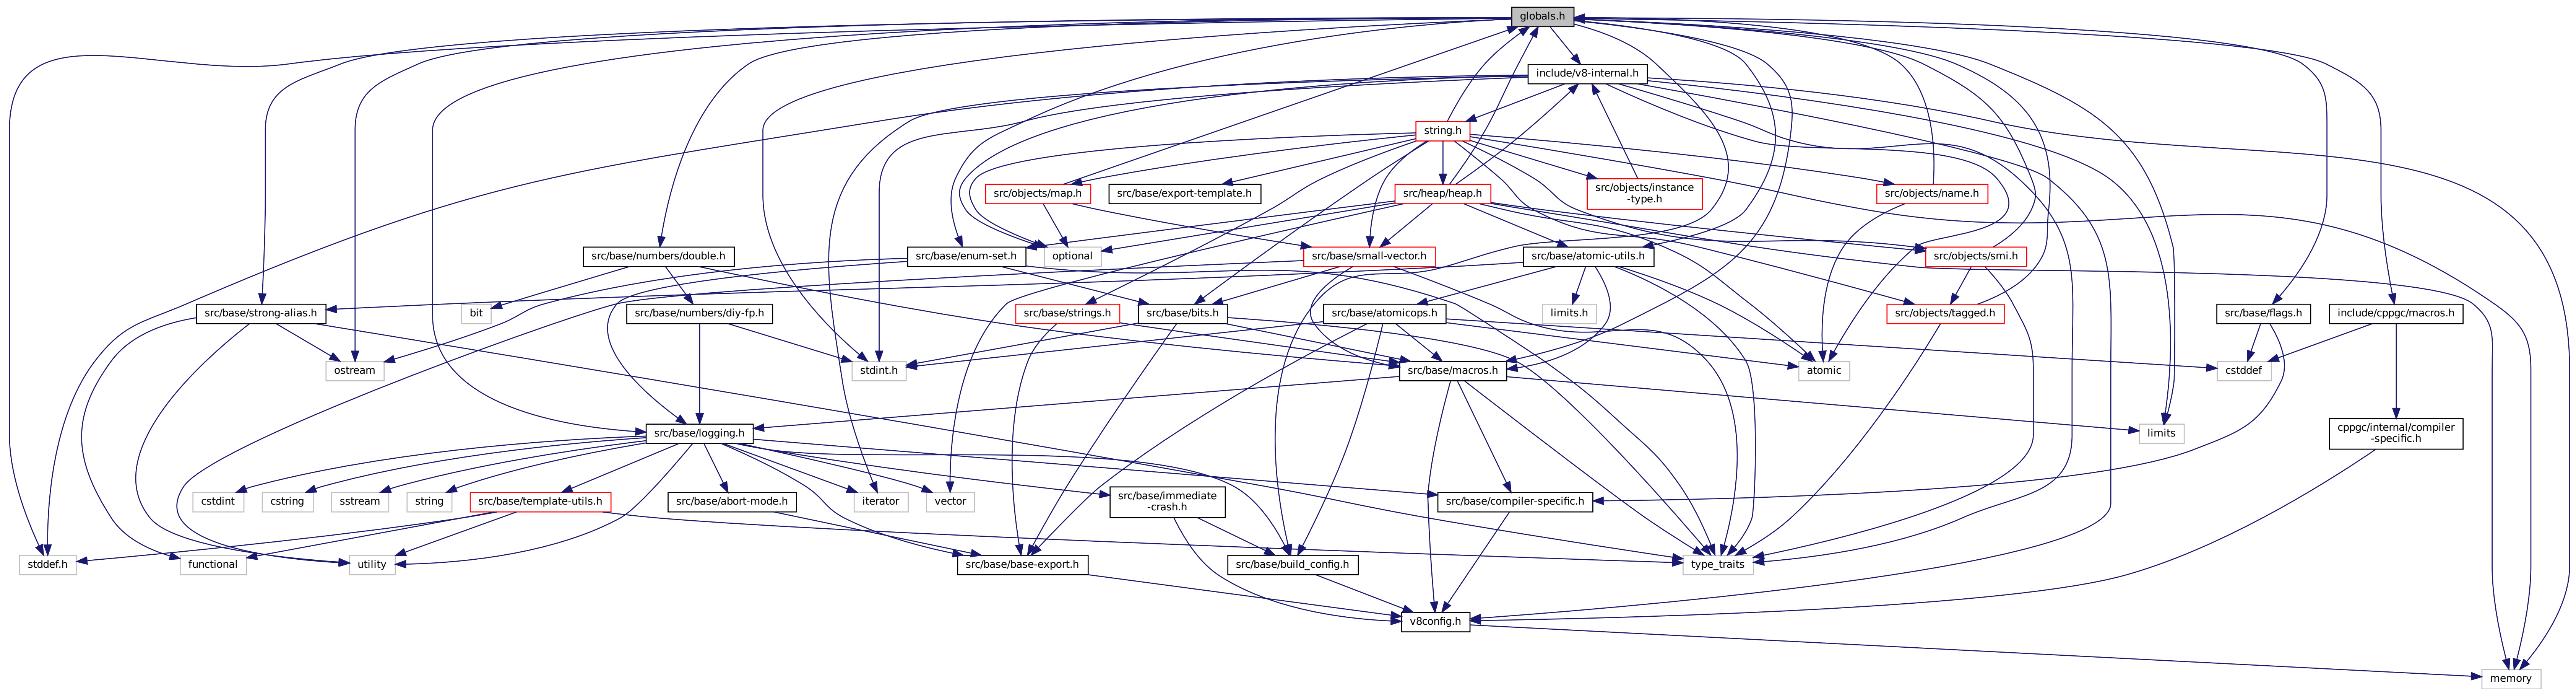 globals.h
include/v8-internal.h
string.h
src/objects/map.h
src/base/export-template.h
src/heap/heap.h
src/objects/instance
-type.h
src/objects/name.h
src/base/numbers/double.h
src/base/enum-set.h
optional
src/base/small-vector.h
src/base/atomic-utils.h
src/objects/smi.h
src/base/strong-alias.h
bit
src/base/numbers/diy-fp.h
src/base/strings.h
src/base/bits.h
src/base/atomicops.h
limits.h
src/objects/tagged.h
src/base/flags.h
include/cppgc/macros.h
ostream
stdint.h
src/base/macros.h
atomic
cstddef
src/base/logging.h
limits
cppgc/internal/compiler
-specific.h
cstdint
cstring
sstream
string
src/base/template-utils.h
src/base/abort-mode.h
iterator
vector
src/base/immediate
-crash.h
src/base/compiler-specific.h
stddef.h
functional
utility
src/base/base-export.h
src/base/build_config.h
type_traits
v8config.h
memory